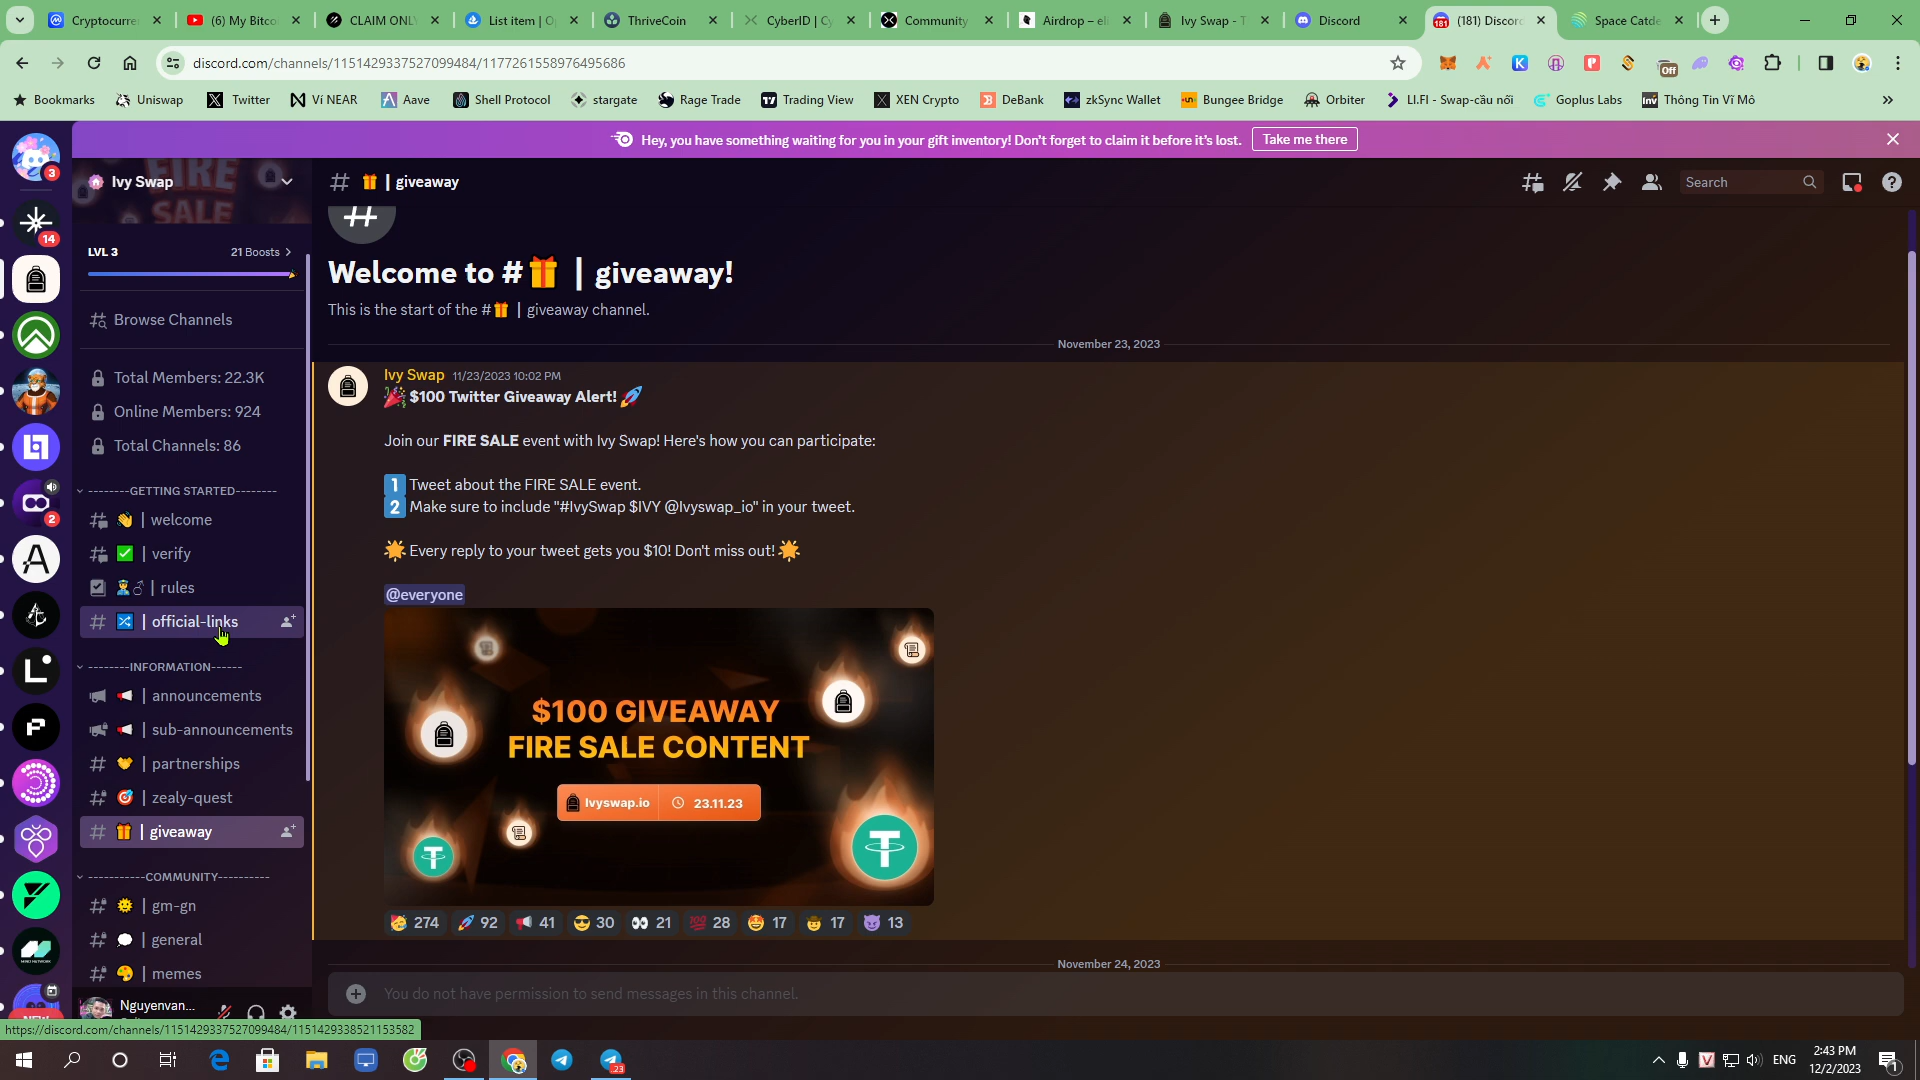 Cryptocurre
(6) My Bitco
CLAIM ONL
List item | O
ThriveCoin
CyberID | Cy
Community
Airdrop – eli
Ivy Swap - T
Discord
(181) Discor
Space Catde
discord.com/channels/1151429337527099484/1177261558976495686
Off
Bookmarks
Uniswap
Twitter
Ví NEAR
Aave
Shell Protocol
stargate
Rage Trade
Trading View
XEN Crypto
DeBank
zkSync Wallet
Bungee Bridge
Orbiter
LI.FI - Swap-cầu nối
Goplus Labs
Thông Tin Vĩ Mô
Hey, you have something waiting for you in your gift inventory! Don't forget to claim it before it's lost.
Take me there
FIRE
SALE
Ivy Swap
# 🎁 | giveaway
Search
LVL 3
21 Boosts
Browse Channels
Total Members: 22.3K
Online Members: 924
Total Channels: 86
--------GETTING STARTED--------
👋 | welcome
✅ | verify
| rules
🔀 | official-links
--------INFORMATION------
📢 | announcements
📢 | sub-announcements
| partnerships
🎯 | zealy-quest
🎁 | giveaway
-----------COMMUNITY----------
🌞 | gm-gn
💭 | general
🎨 | memes
Nguyenvan...
3
14
2
NEW
Welcome to #🎁 | giveaway!
This is the start of the #🎁 | giveaway channel.
November 23, 2023
Ivy Swap 11/23/2023 10:02 PM
🎉 $100 Twitter Giveaway Alert! 🚀
Join our FIRE SALE event with Ivy Swap! Here's how you can participate:
1 Tweet about the FIRE SALE event.
2 Make sure to include "#IvySwap $IVY @Ivyswap_io" in your tweet.
🌟 Every reply to your tweet gets you $10! Don't miss out! 🌟
@everyone
$100 GIVEAWAY
FIRE SALE CONTENT
Ivyswap.io
23.11.23
🥳 274 🚀 92 📢 41 😎 30 👀 21 💯 28 🤩 17 🤠 17 😈 13
November 24, 2023
You do not have permission to send messages in this channel.
https://discord.com/channels/1151429337527099484/1151429338521153582
23
ENG
2:43 PM
12/2/2023
1